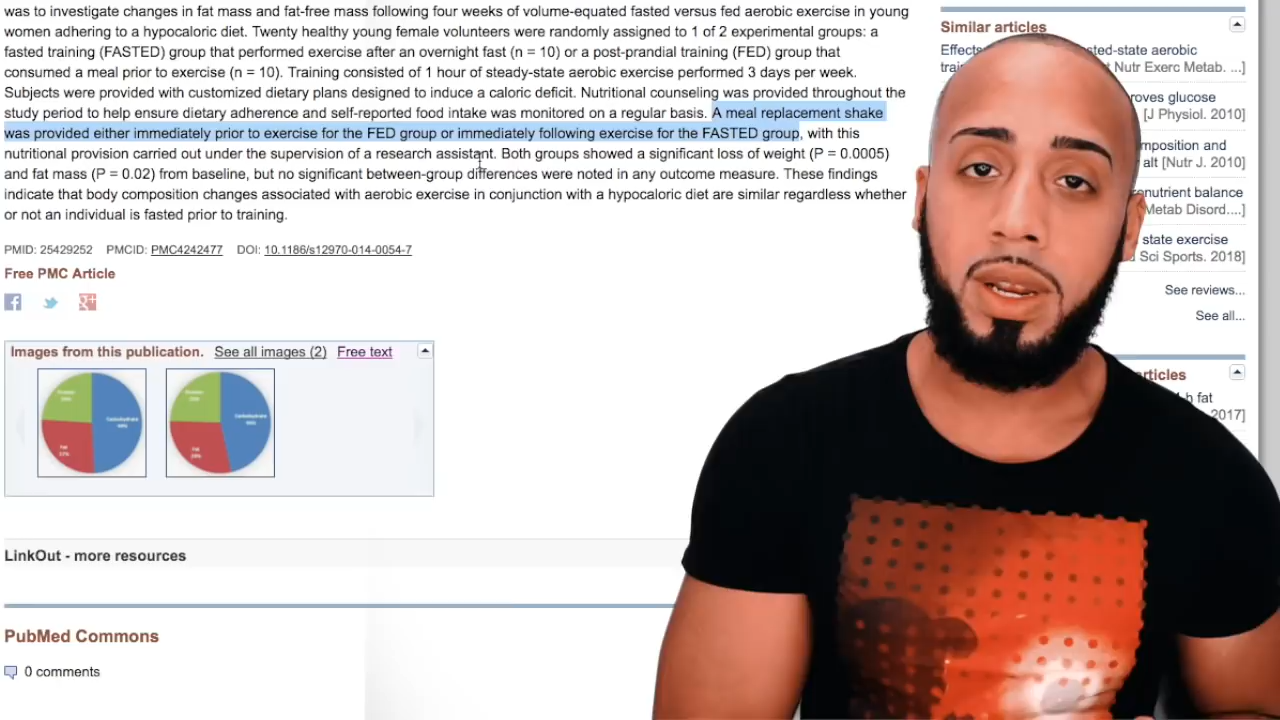 was to investigate changes in fat mass and fat-free mass following four weeks of volume-equated fasted versus fed aerobic exercise in young
women adhering to a hypocaloric diet. Twenty healthy young female volunteers were randomly assigned to 1 of 2 experimental groups: a
fasted training (FASTED) group that performed exercise after an overnight fast (n = 10) or a post-prandial training (FED) group that
consumed a meal prior to exercise (n = 10). Training consisted of 1 hour of steady-state aerobic exercise performed 3 days per week.
Subjects were provided with customized dietary plans designed to induce a caloric deficit. Nutritional counseling was provided throughout the
study period to help ensure dietary adherence and self-reported food intake was monitored on a regular basis. A meal replacement shake
was provided either immediately prior to exercise for the FED group or immediately following exercise for the FASTED group, with this
nutritional provision carried out under the supervision of a research assistant. Both groups showed a significant loss of weight (P = 0.0005)
and fat mass (P = 0.02) from baseline, but no significant between-group differences were noted in any outcome measure. These findings
indicate that body composition changes associated with aerobic exercise in conjunction with a hypocaloric diet are similar regardless whether
or not an individual is fasted prior to training.
PMID: 25429252 PMCID: PMC4242477 DOI: 10.1186/s12970-014-0054-7
Free PMC Article
Images from this publication. See all images (2) Free text
LinkOut - more resources
PubMed Commons
0 comments
Similar articles
Effects sted-state aerobic
Nutr Exerc Metab. ...]
roves glucose
[J Physiol. 2010]
mposition and
alt [Nutr J. 2010]
ronutrient balance
Metab Disord....]
state exercise
Sci Sports. 2018]
See reviews...
See all...
rticles
h fat
2017]